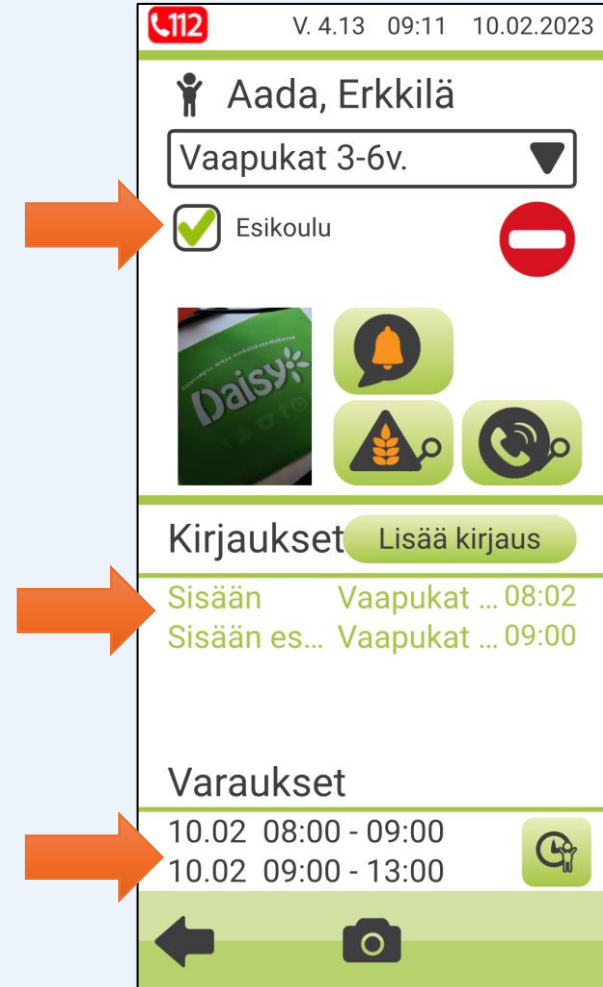 112 V. 4.13 09:11 10.02.2023
Aada, Erkkilä
Vaapukat 3-6v.
Esikoulu
Daisy
Kirjaukset Lisää kirjaus
Sisään Vaapukat ... 08:02
Sisään es... Vaapukat ... 09:00
Varaukset
10.02 08:00 - 09:00
10.02 09:00 - 13:00